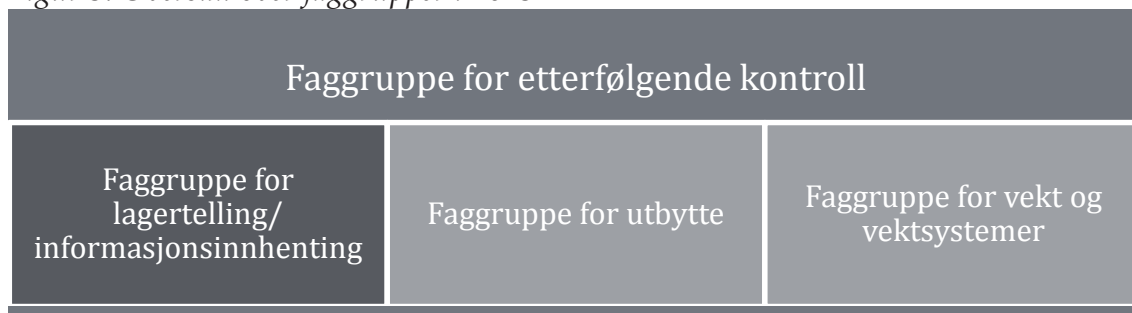 Faggruppe for etterfølgende kontroll
Faggruppe for
lagertelling/
informasjonsinnhenting
Faggruppe for utbytte
Faggruppe for vekt og
vektsystemer